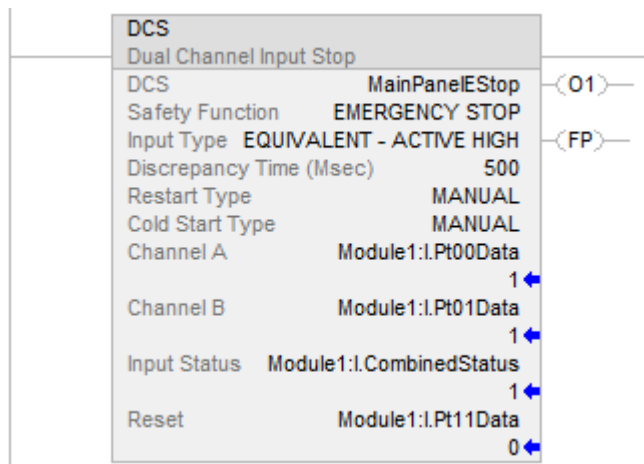 DCS
Dual Channel Input Stop
DCS MainPanelEStop (O1)
Safety Function EMERGENCY STOP
Input Type EQUIVALENT - ACTIVE HIGH (FP)
Discrepancy Time (Msec) 500
Restart Type MANUAL
Cold Start Type MANUAL
Channel A Module1:I.Pt00Data
1
Channel B Module1:I.Pt01Data
1
Input Status Module1:I.CombinedStatus
1
Reset Module1:I.Pt11Data
0